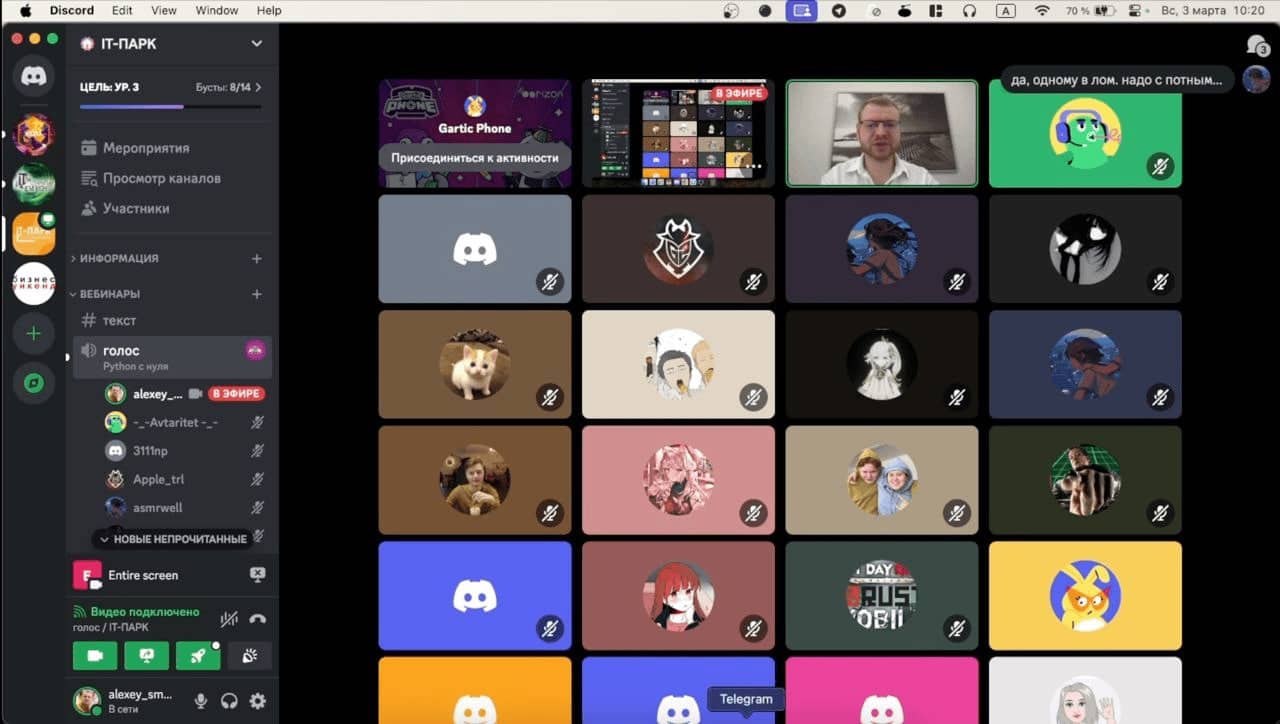 Discord Edit View Window Help
A 70 % Вс, 3 марта 10:20
IT-ПАРК
ЦЕЛЬ: УР. 3 Бусты: 8/14
Мероприятия
Просмотр каналов
Участники
ИНФОРМАЦИЯ
ВЕБИНАРЫ
текст
голос
Python с нуля
alexey_... В ЭФИРЕ
-_-Avtaritet -_-
3111np
Apple_trl
asmrwell
НОВЫЕ НЕПРОЧИТАННЫЕ
Entire screen
Видео подключено
голос / IT-ПАРК
alexey_sm...
В сети
PHONE
Gartic Phone
Присоединиться к активности
В ЭФИРЕ
3
да, одному в лом. надо с потным...
DAY
RUST
MOBIL
Telegram